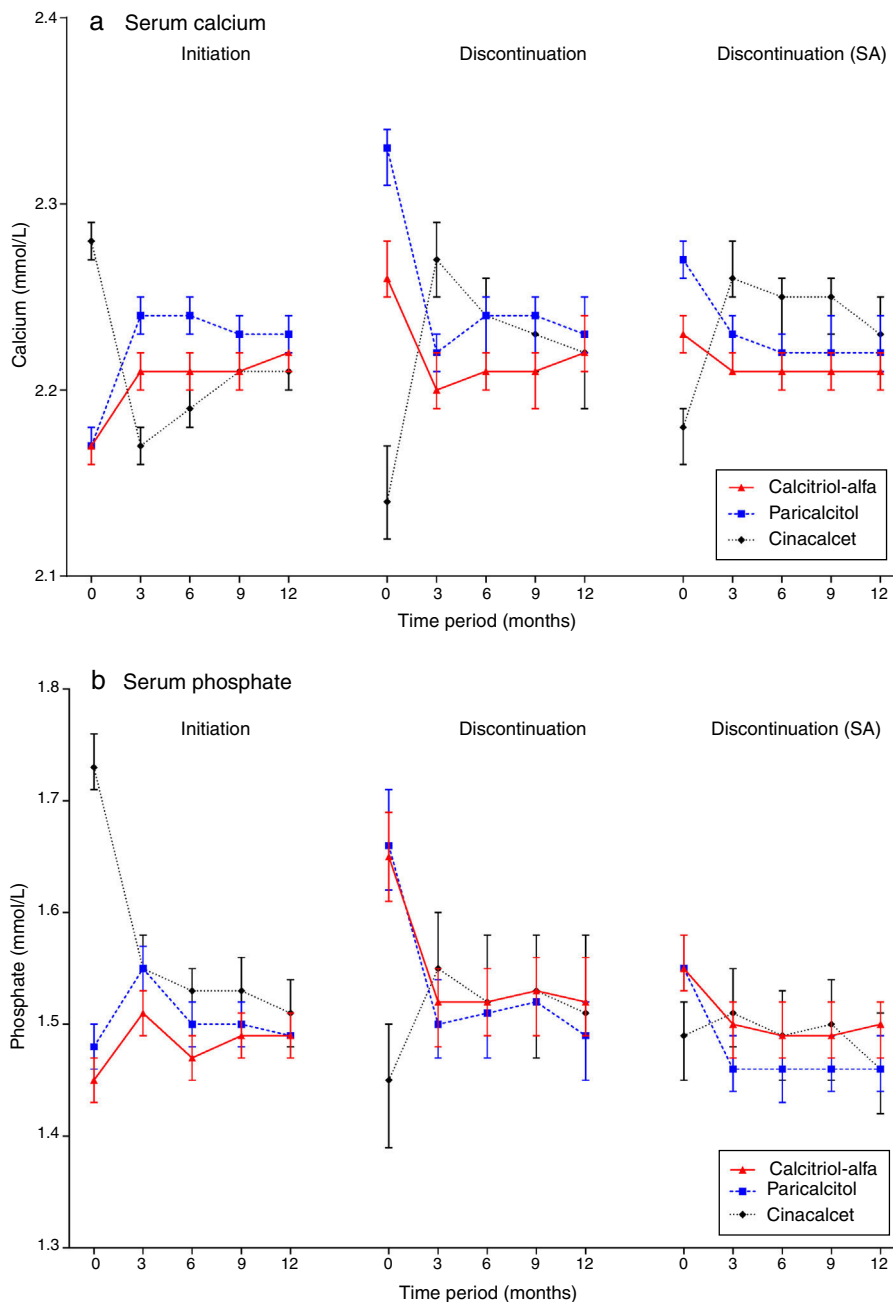 a Serum calcium
Initiation Discontinuation Discontinuation (SA)
Calcium (mmol/L)
2.4
2.3
2.2
2.1
Calcitriol-alfa
Paricalcitol
Cinacalcet
0 3 6 9 12 0 3 6 9 12 0 3 6 9 12
Time period (months)
b Serum phosphate
Initiation Discontinuation Discontinuation (SA)
Phosphate (mmol/L)
1.8
1.7
1.6
1.5
1.4
1.3
Calcitriol-alfa
Paricalcitol
Cinacalcet
0 3 6 9 12 0 3 6 9 12 0 3 6 9 12
Time period (months)